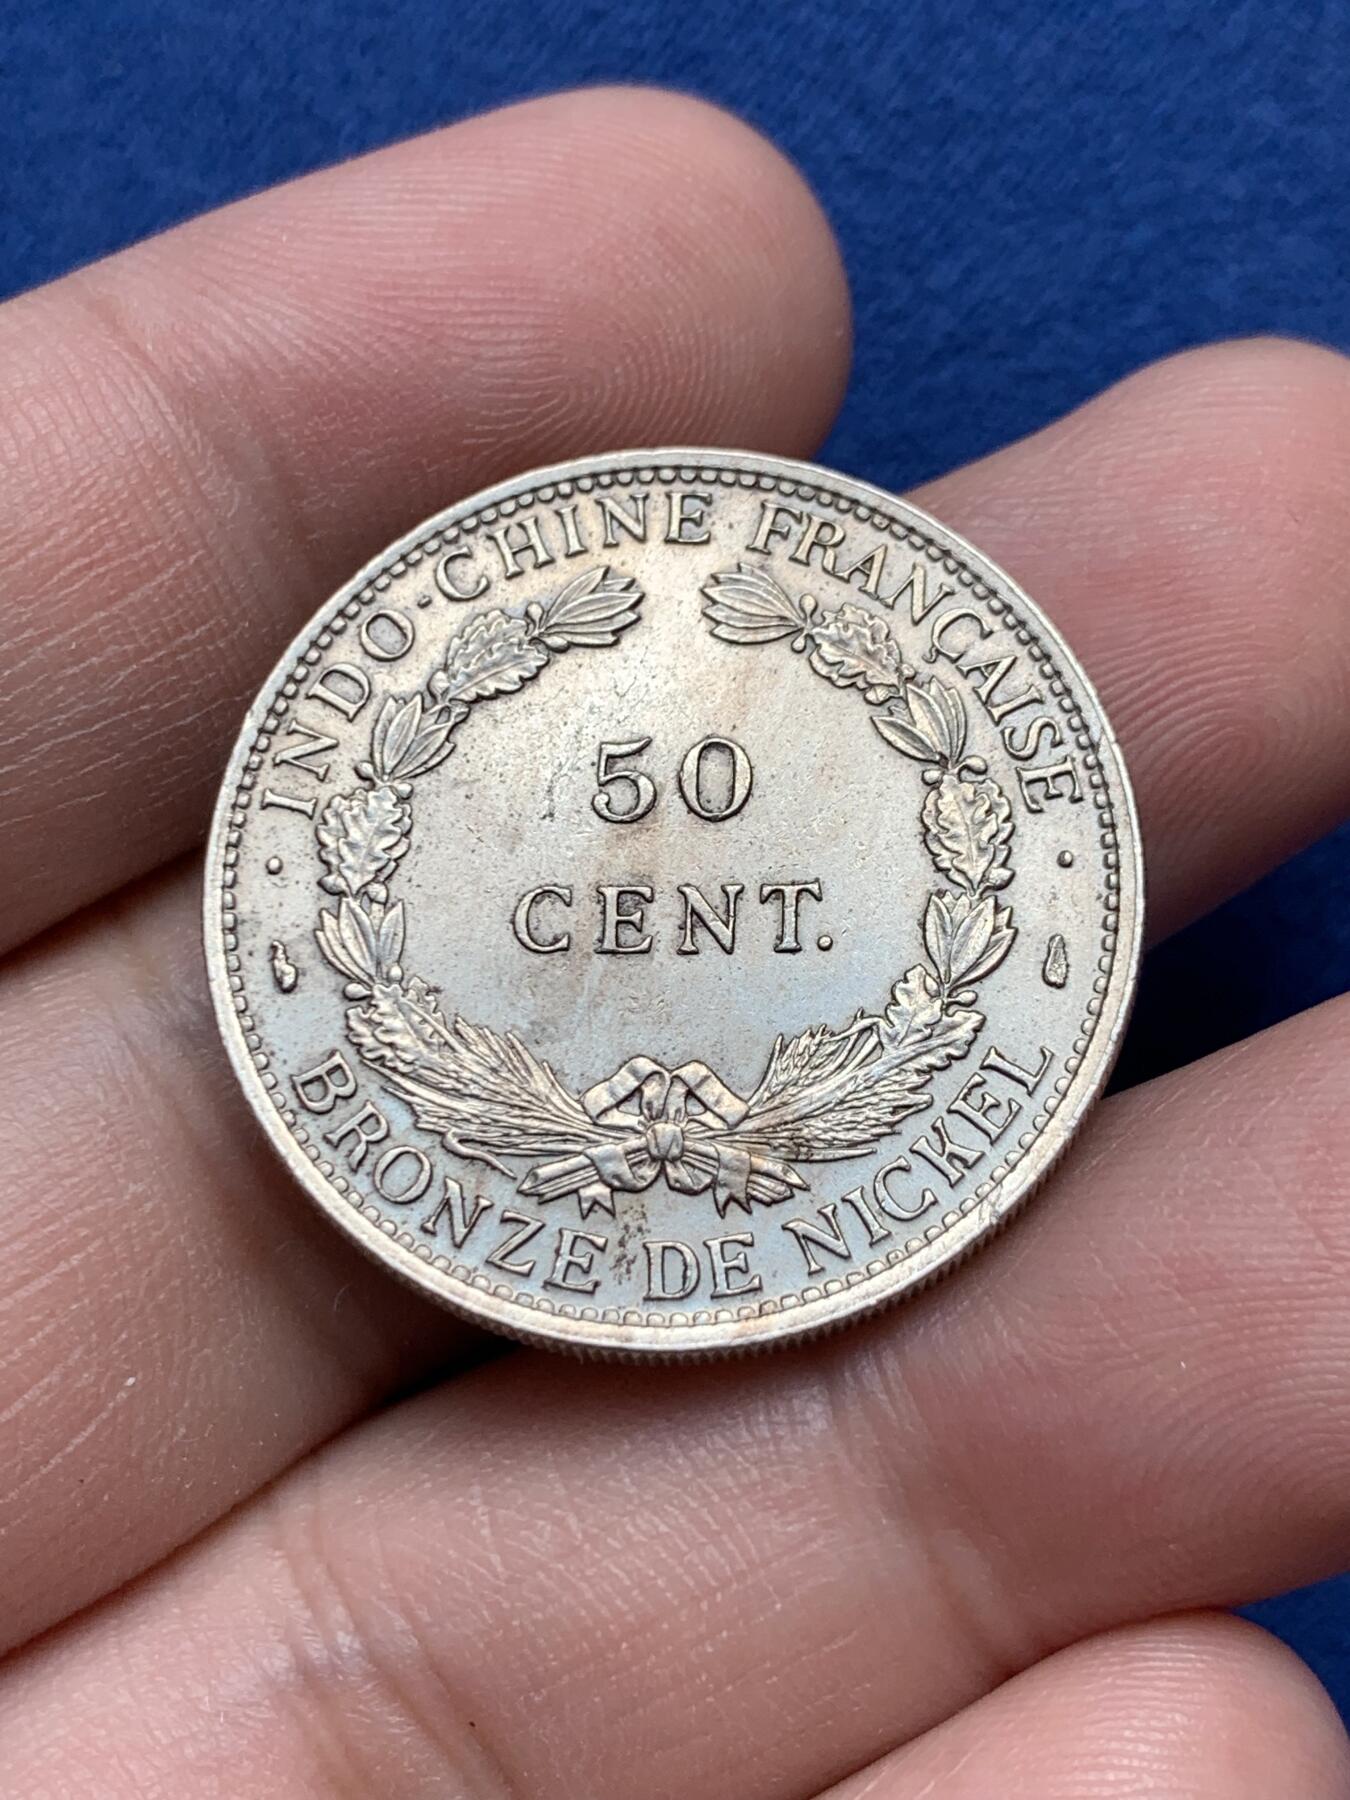 INDO-CHINE FRANÇAISE
50
CENT.
BRONZE DE NICKEL